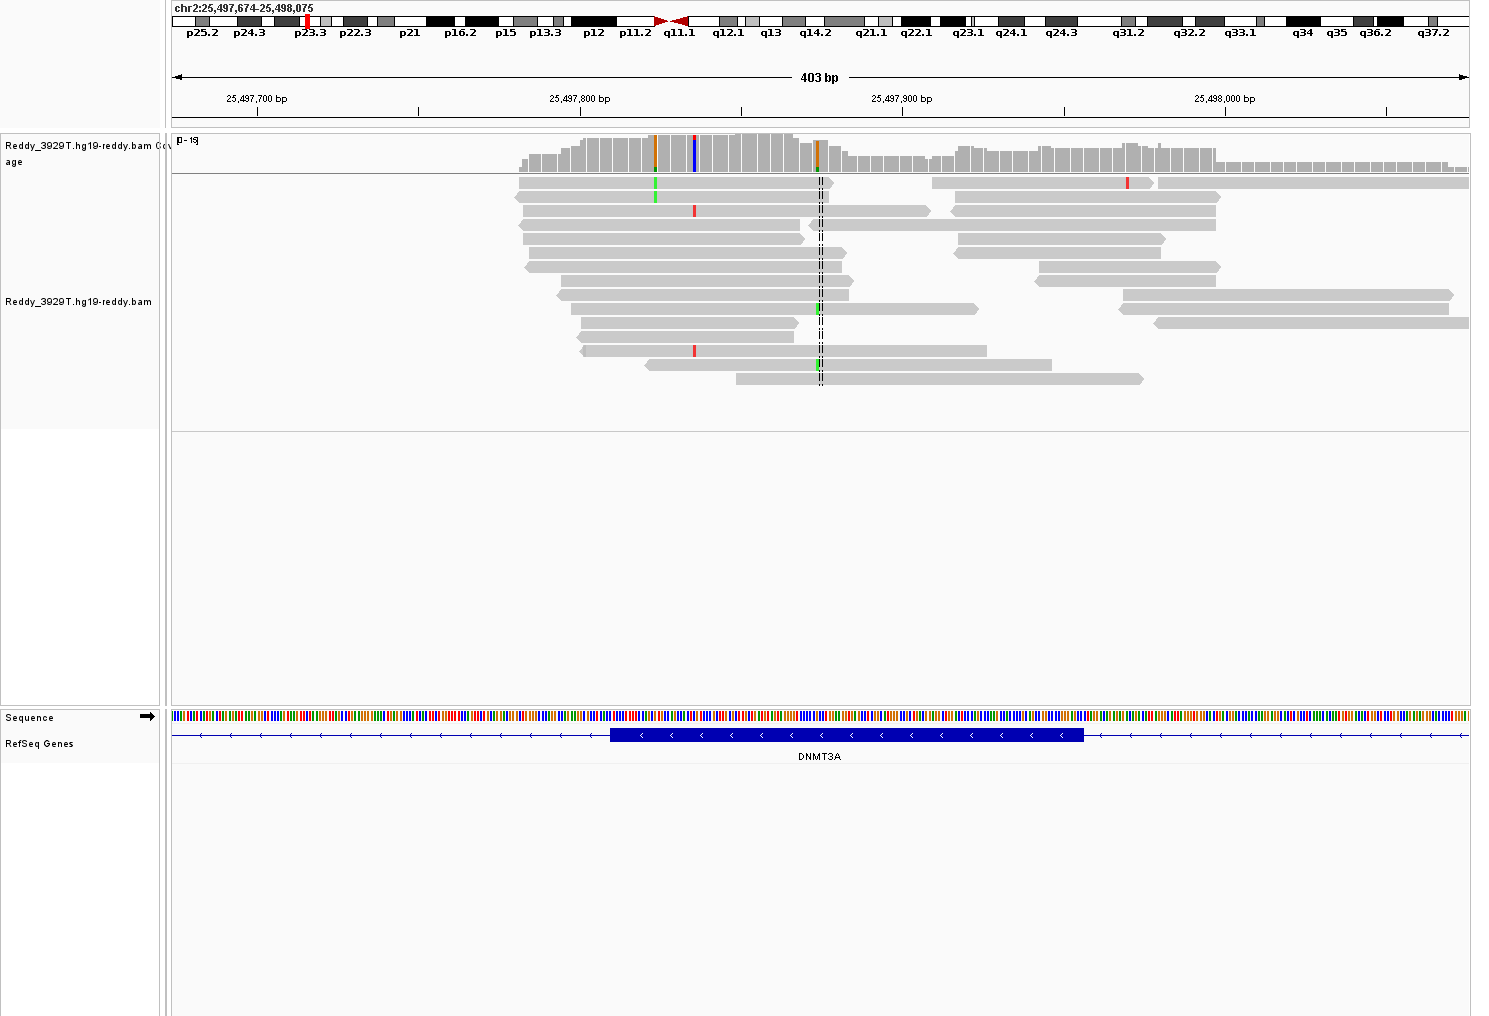 chr2:25,497,674-25,498,075
p25.2 p24.3 p23.3 p22.3 p21 p16.2 p15 p13.3 p12 p11.2 q11.1 q12.1 q13 q14.2 q21.1 q22.1 q23.1 q24.1 q24.3 q31.2 q32.2 q33.1 q34 q35 q36.2 q37.2
403 bp
25,497,700 bp 25,497,800 bp 25,497,900 bp 25,498,000 bp
[0 - 19]
Reddy_3929T.hg19-reddy.bam Cov
age
Reddy_3929T.hg19-reddy.bam
Sequence
RefSeq Genes
DNMT3A